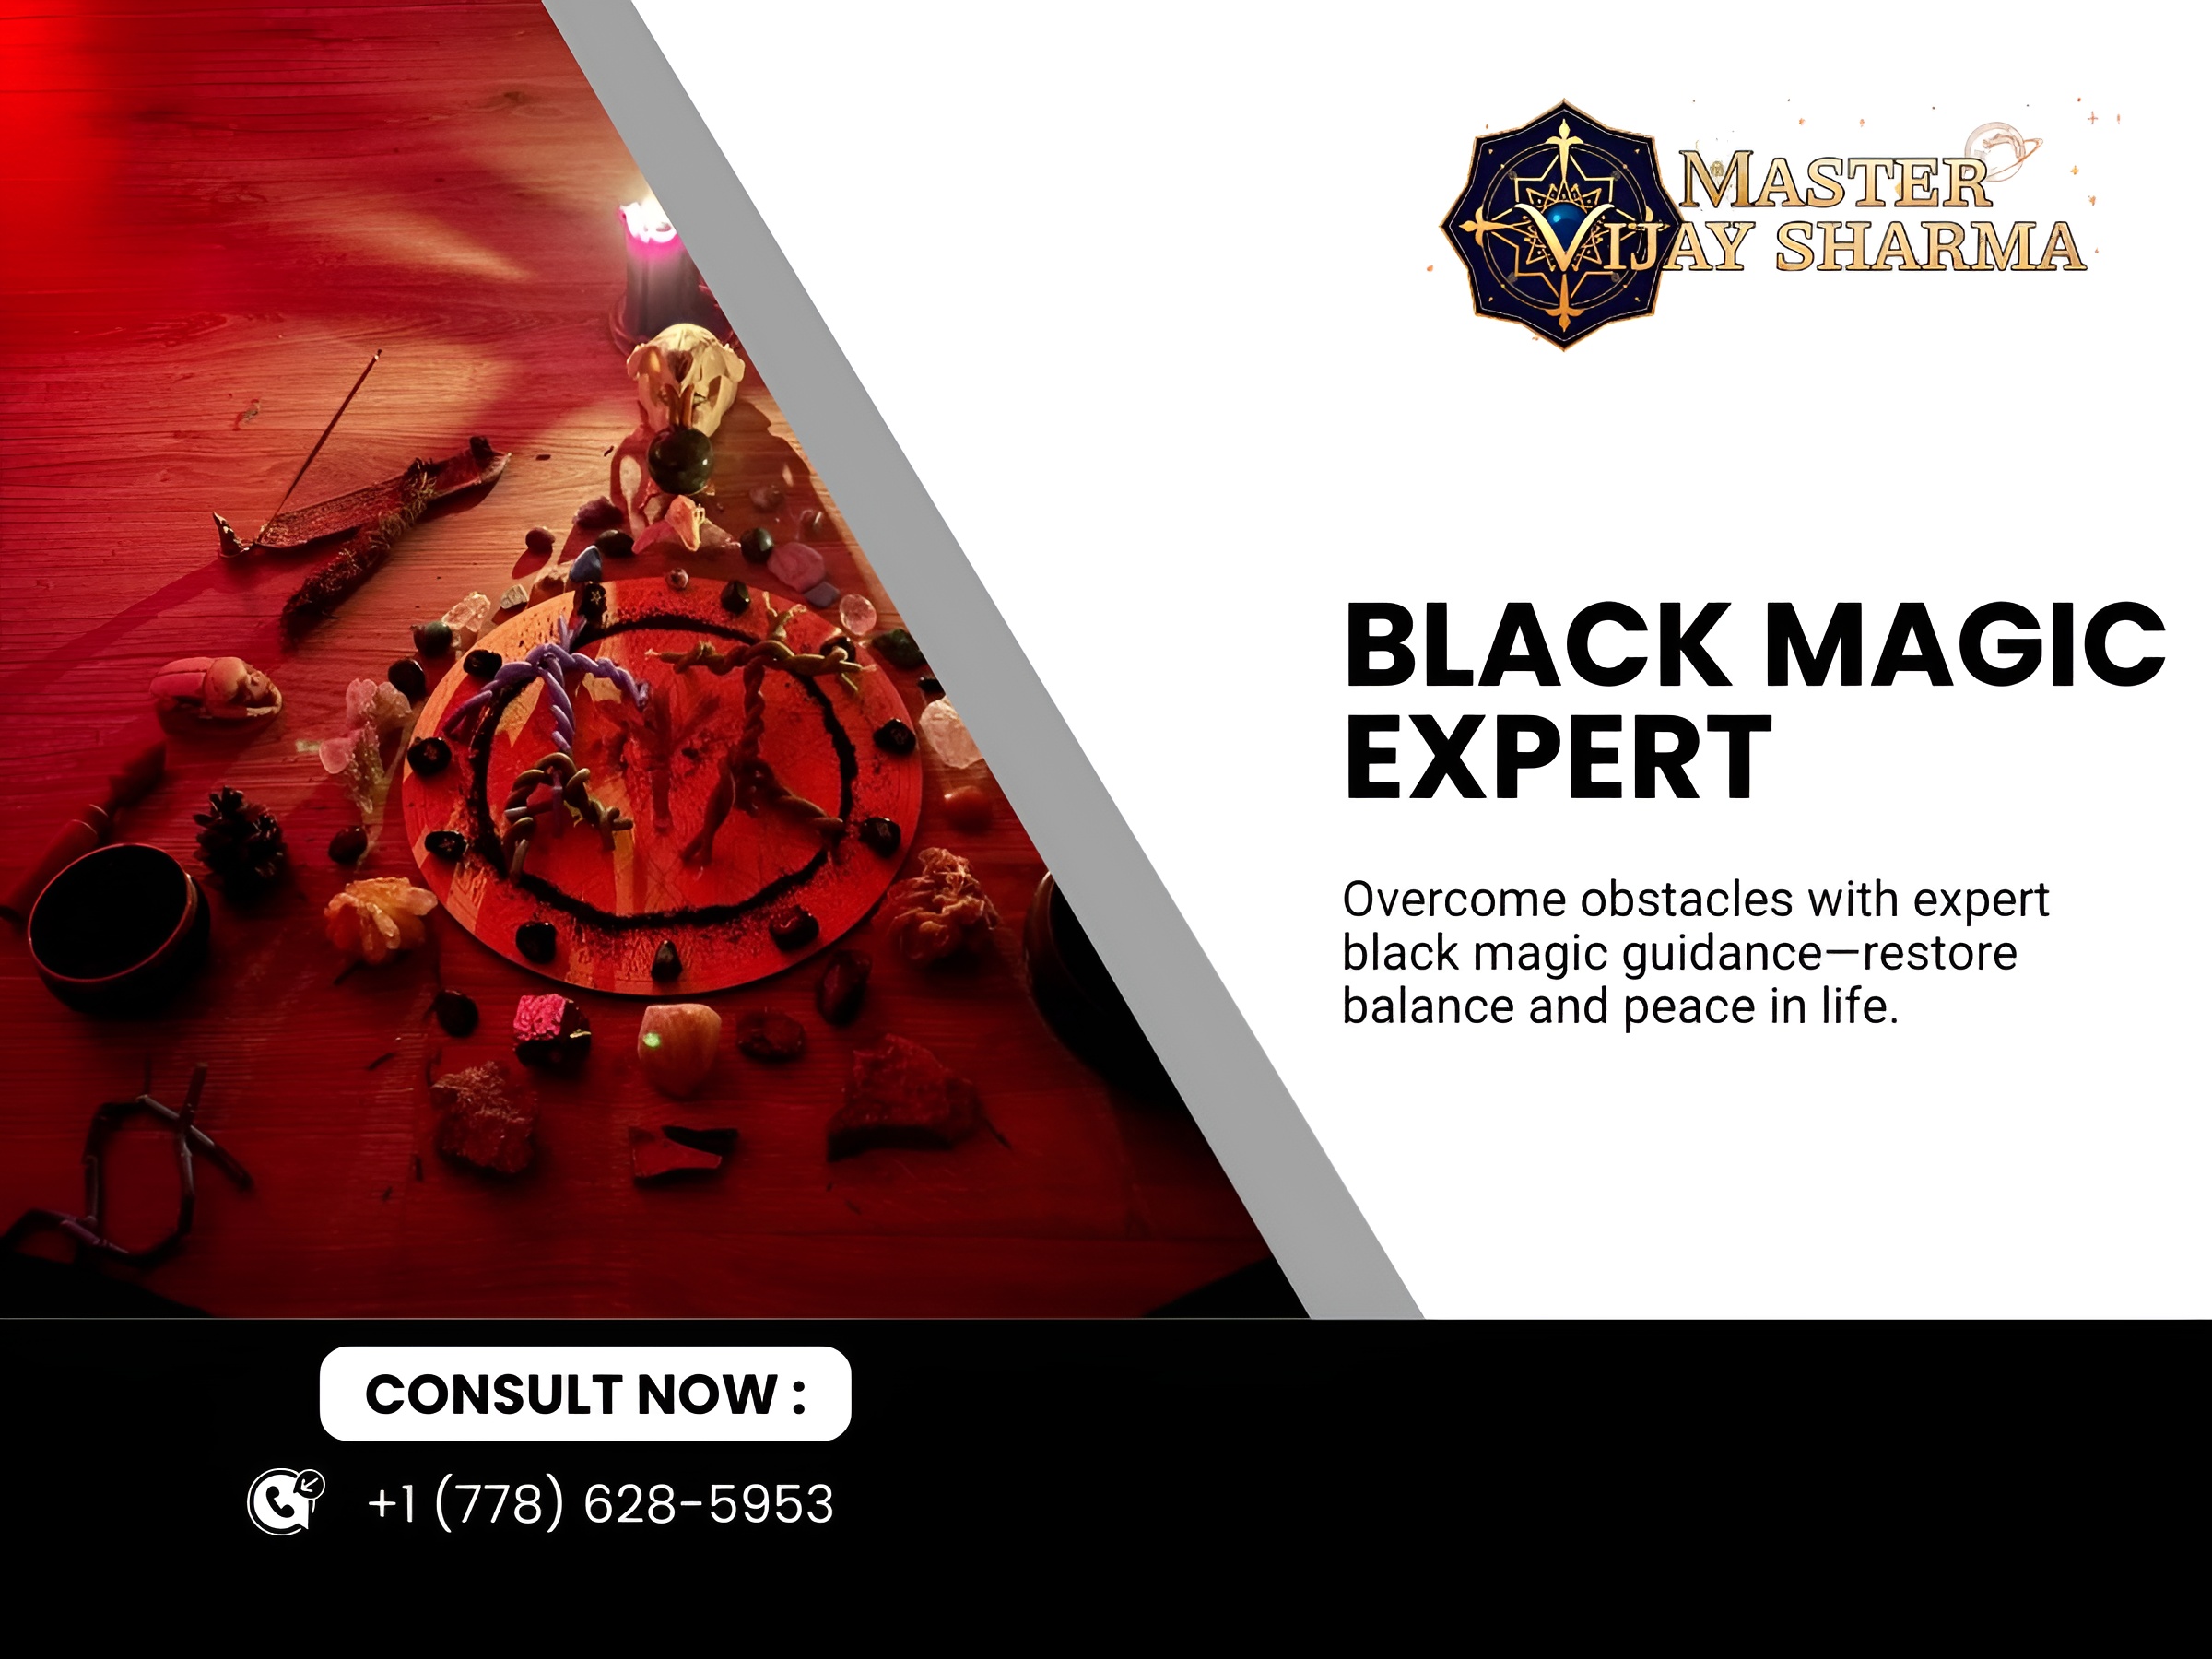 MASTER
VIJAY SHARMA
BLACK MAGIC
EXPERT
Overcome obstacles with expert
black magic guidance—restore
balance and peace in life.
CONSULT NOW :
+1 (778) 628-5953